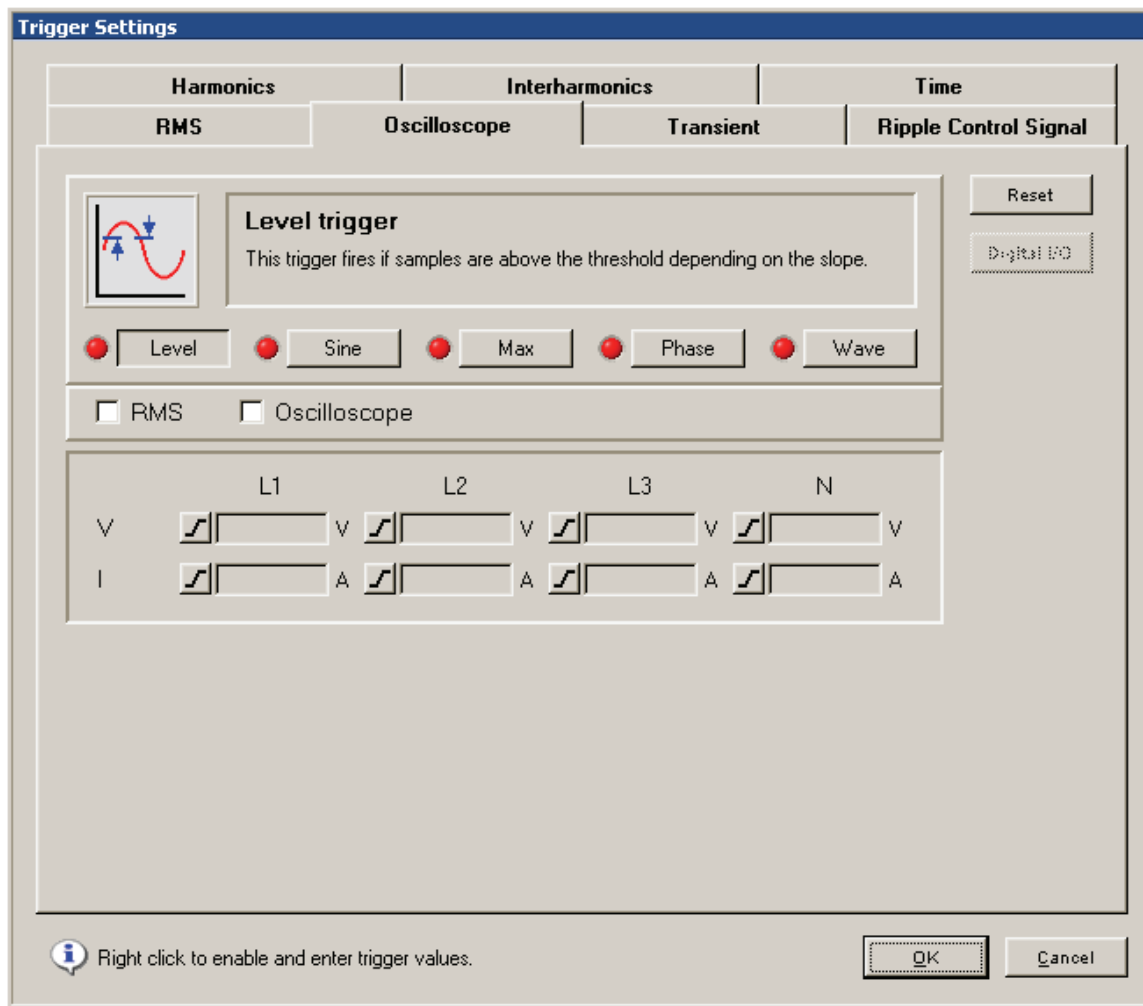 Trigger Settings
Harmonics Interharmonics Time
RMS Oscilloscope Transient Ripple Control Signal
Level trigger
This trigger fires if samples are above the threshold depending on the slope.
Reset
Digital I/O
Level Sine Max Phase Wave
RMS Oscilloscope
L1 L2 L3 N
V V V V V
I A A A A
Right click to enable and enter trigger values.
OK Cancel